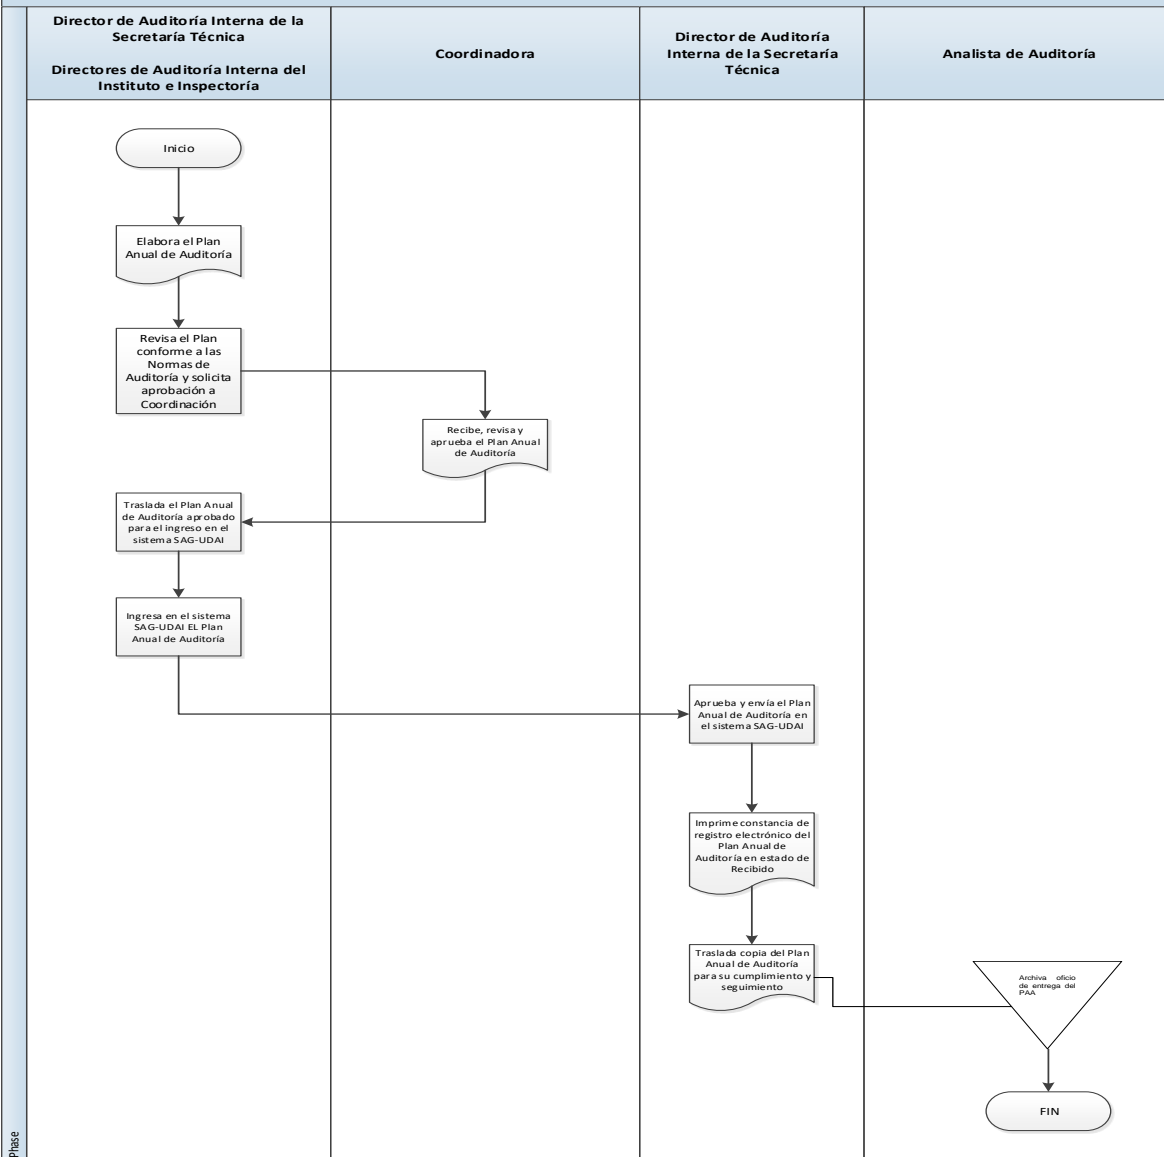 Director de Auditoría Interna de la
Secretaría Técnica
Directores de Auditoría Interna del
Instituto e Inspectoría
Coordinadora
Director de Auditoría
Interna de la Secretaría
Técnica
Analista de Auditoría
Inicio
Elabora el Plan
Anual de Auditoría
Revisa el Plan
conforme a las
Normas de
Auditoría y solicita
aprobación a
Coordinación
Recibe, revisa y
aprueba el Plan Anual
de Auditoría
Traslada el Plan Anual
de Auditoría aprobado
para el ingreso en el
sistema SAG-UDAI
Ingresa en el sistema
SAG-UDAI EL Plan
Anual de Auditoría
Aprueba y envía el Plan
Anual de Auditoría en
el sistema SAG-UDAI
Imprime constancia de
registro electrónico del
Plan Anual de
Auditoría en estado de
Recibido
Traslada copia del Plan
Anual de Auditoría
para su cumplimiento y
seguimiento
Archiva oficio
de entrega del
PAA
FIN
Phase